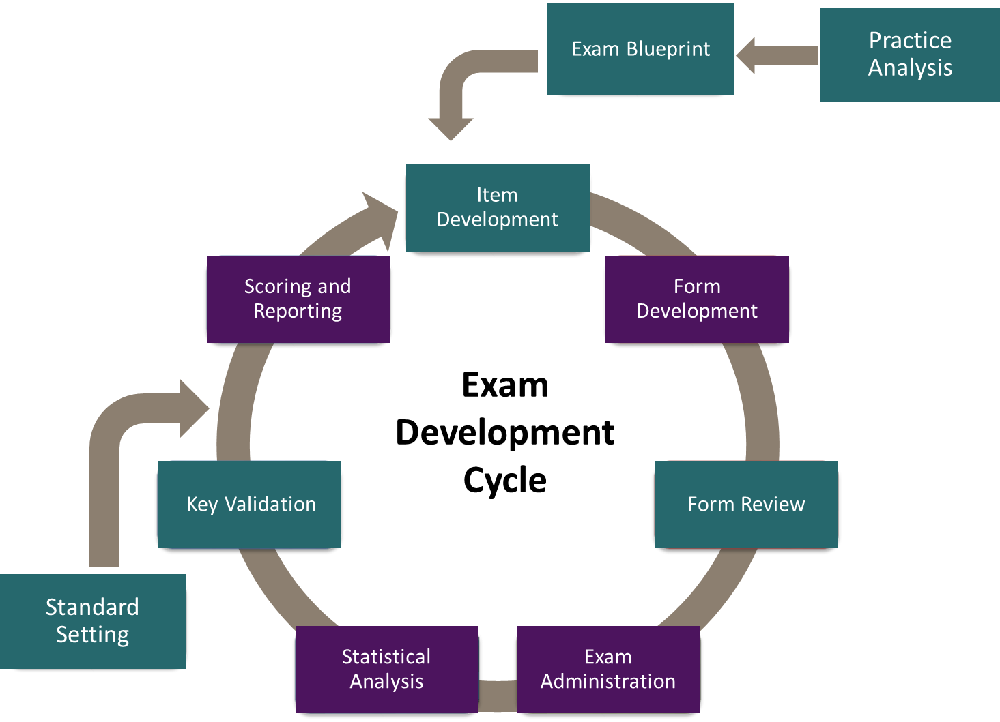 Exam Blueprint
Practice
Analysis
Item
Development
Scoring and
Reporting
Form
Development
Exam
Development
Cycle
Key Validation
Form Review
Standard
Setting
Statistical
Analysis
Exam
Administration